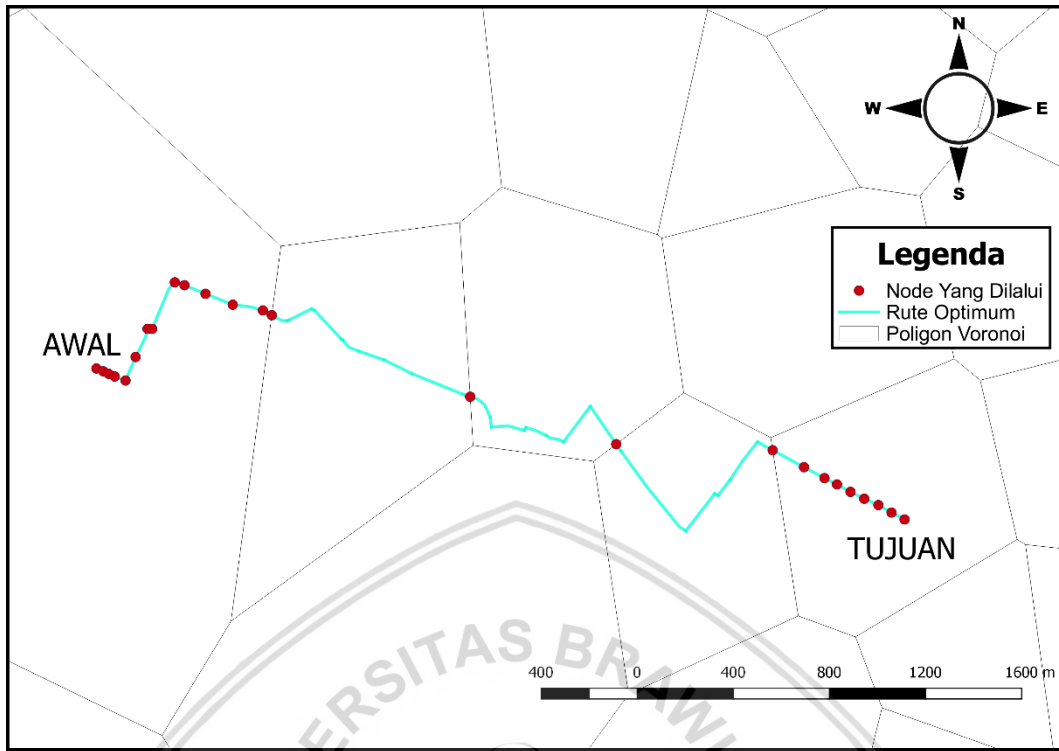 N
W E
S
Legenda
Node Yang Dilalui
Rute Optimum
Poligon Voronoi
AWAL
TUJUAN
400 0 400 800 1200 1600 m
ERSITAS BRAW